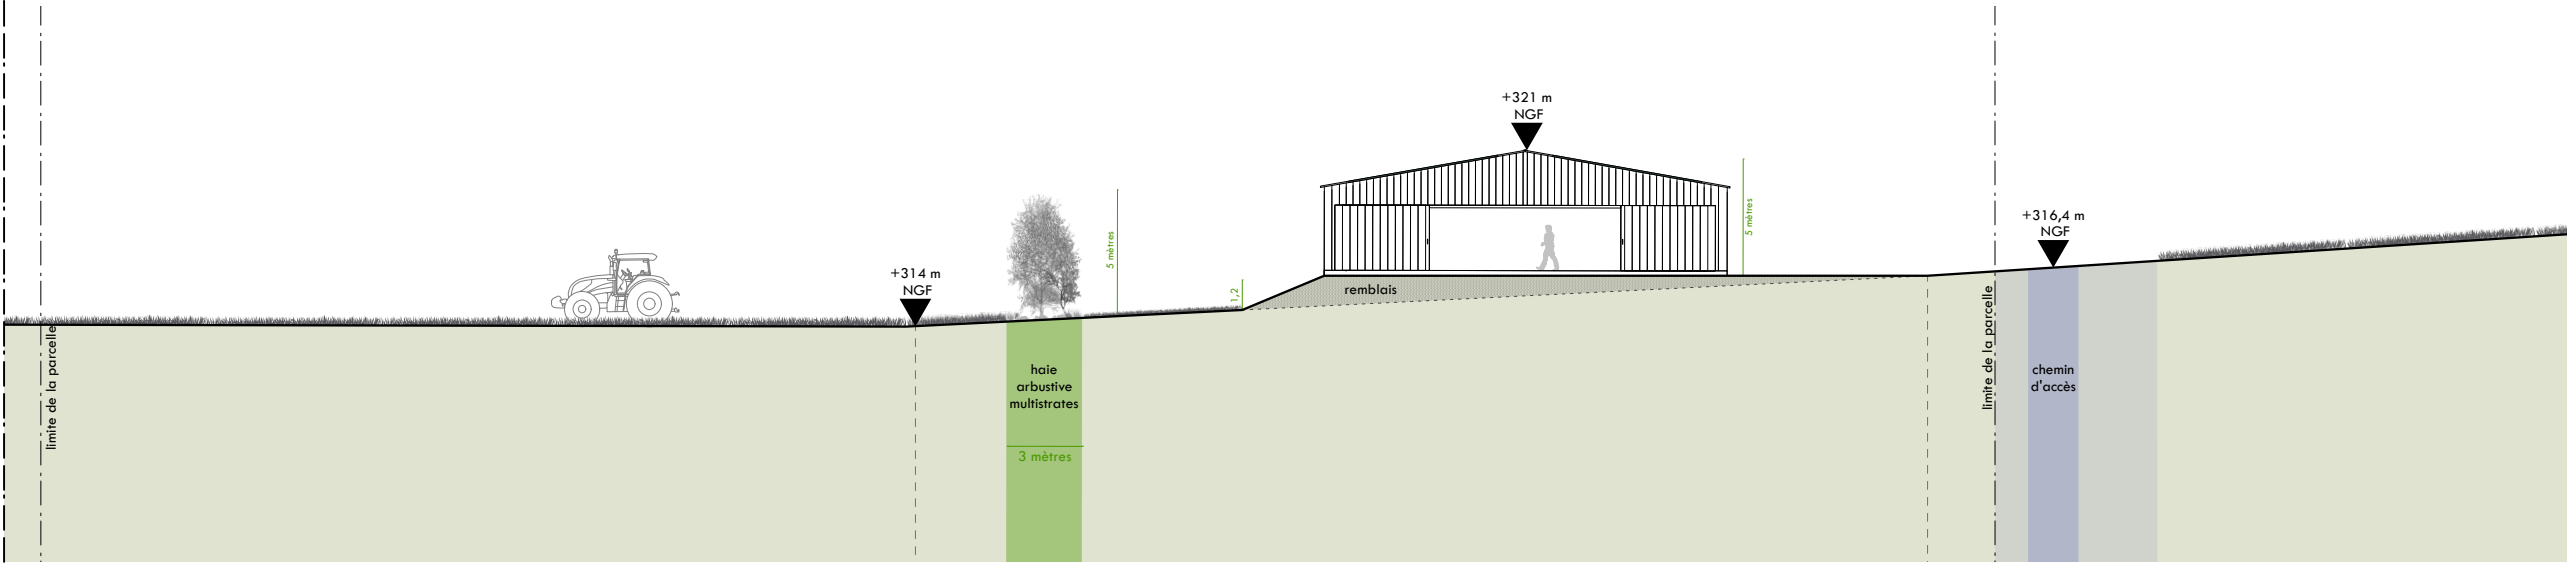 limite de la parcelle
+314 m
NGF
haie
arbustive
multistrates
3 mètres
5 mètres
1,2
remblais
+321 m
NGF
5 mètres
limite de la parcelle
+316,4 m
NGF
chemin
d'accès